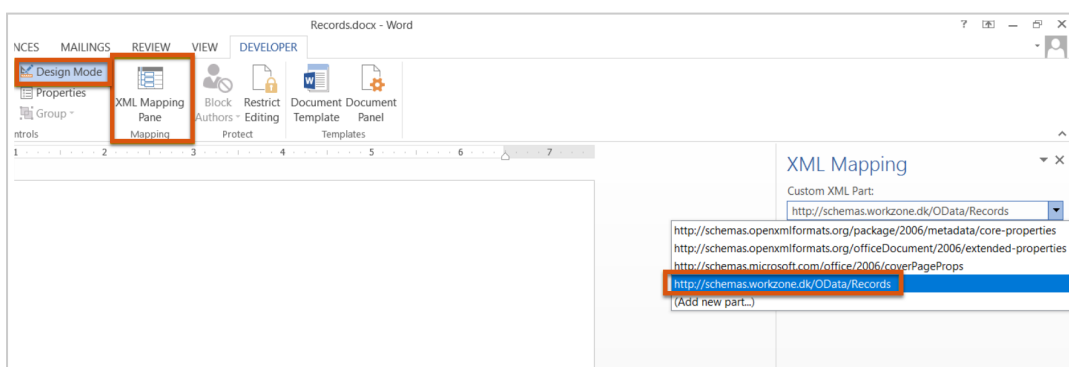 Records.docx - Word
?
NCES MAILINGS REVIEW VIEW DEVELOPER
Design Mode
Properties
Group
ntrols
XML Mapping
Pane
Mapping
Block
Authors
Restrict
Editing
Protect
Document
Template
Document
Panel
Templates
1 2 3 4 5 6 7
XML Mapping
Custom XML Part:
http://schemas.workzone.dk/OData/Records
http://schemas.openxmlformats.org/package/2006/metadata/core-properties
http://schemas.openxmlformats.org/officeDocument/2006/extended-properties
http://schemas.microsoft.com/office/2006/coverPageProps
http://schemas.workzone.dk/OData/Records
(Add new part...)